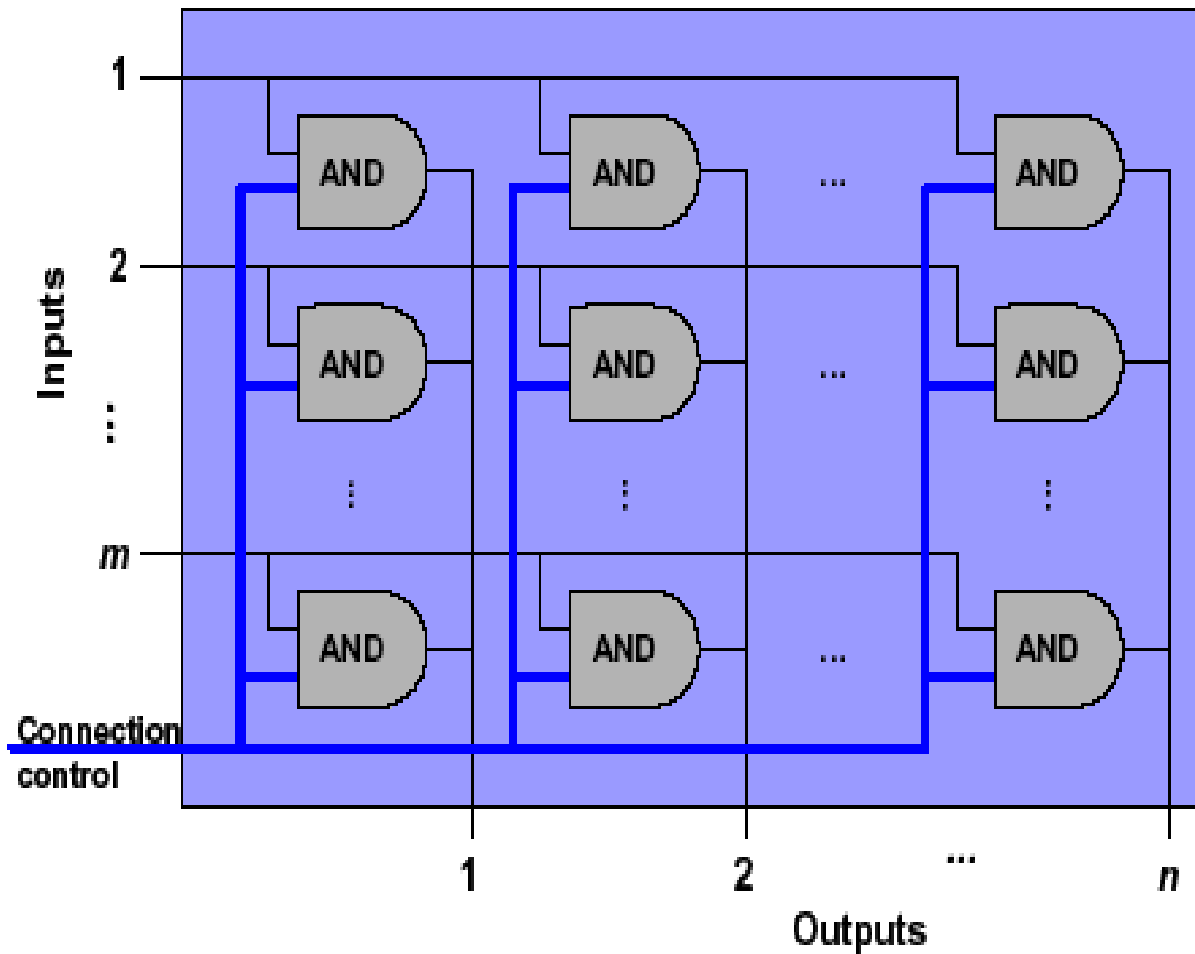 1
AND AND ... AND
2
Inputs
AND AND ... AND
...
... ... ...
m
AND AND ... AND
Connection
control
1 2 ... n
Outputs